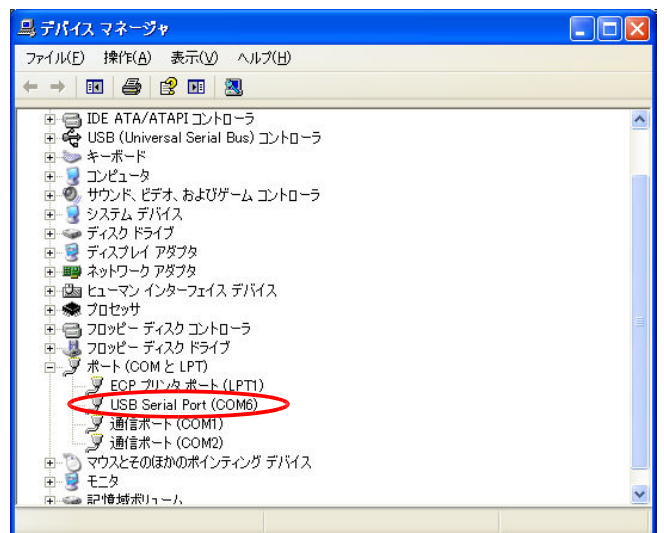 デバイス マネージャ
ファイル(F) 操作(A) 表示(V) ヘルプ(H)
IDE ATA/ATAPI コントローラ
USB (Universal Serial Bus) コントローラ
キーボード
コンピュータ
サウンド、ビデオ、およびゲーム コントローラ
システム デバイス
ディスク ドライブ
ディスプレイ アダプタ
ネットワーク アダプタ
ヒューマン インターフェイス デバイス
プロセッサ
フロッピー ディスク コントローラ
フロッピー ディスク ドライブ
ポート (COM と LPT)
ECP プリンタ ポート (LPT1)
USB Serial Port (COM6)
通信ポート (COM1)
通信ポート (COM2)
マウスとそのほかのポインティング デバイス
モニタ
記憶域ボリューム